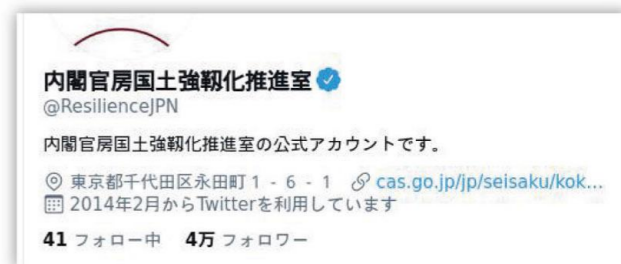 内閣官房国土強靱化推進室
@ResilienceJPN
内閣官房国土強靱化推進室の公式アカウントです。
東京都千代田区永田町1 - 6 - 1 cas.go.jp/jp/seisaku/kok...
2014年2月からTwitterを利用しています
41 フォロー中 4万 フォロワー